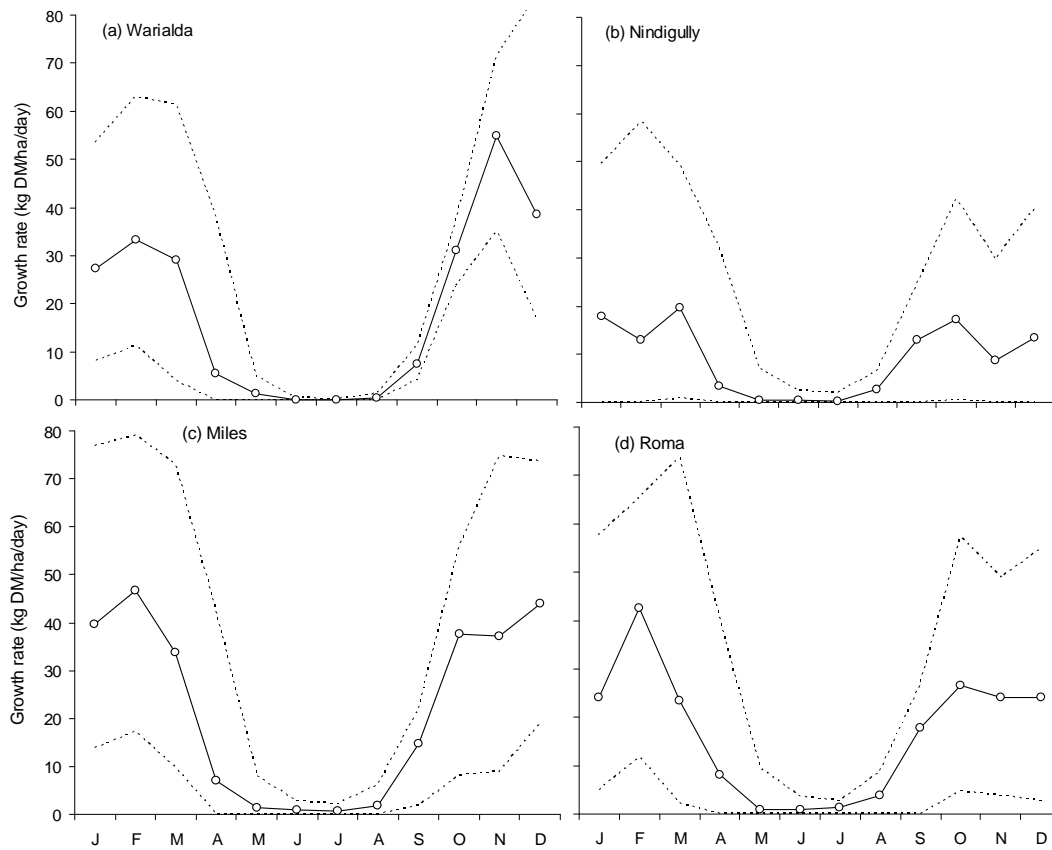 (a) Warialda
(b) Nindigully
Growth rate (kg DM/ha/day)
80
70
60
50
40
30
20
10
0
(c) Miles
(d) Roma
Growth rate (kg DM/ha/day)
80
70
60
50
40
30
20
10
0
J F M A M J J A S O N D
J F M A M J J A S O N D